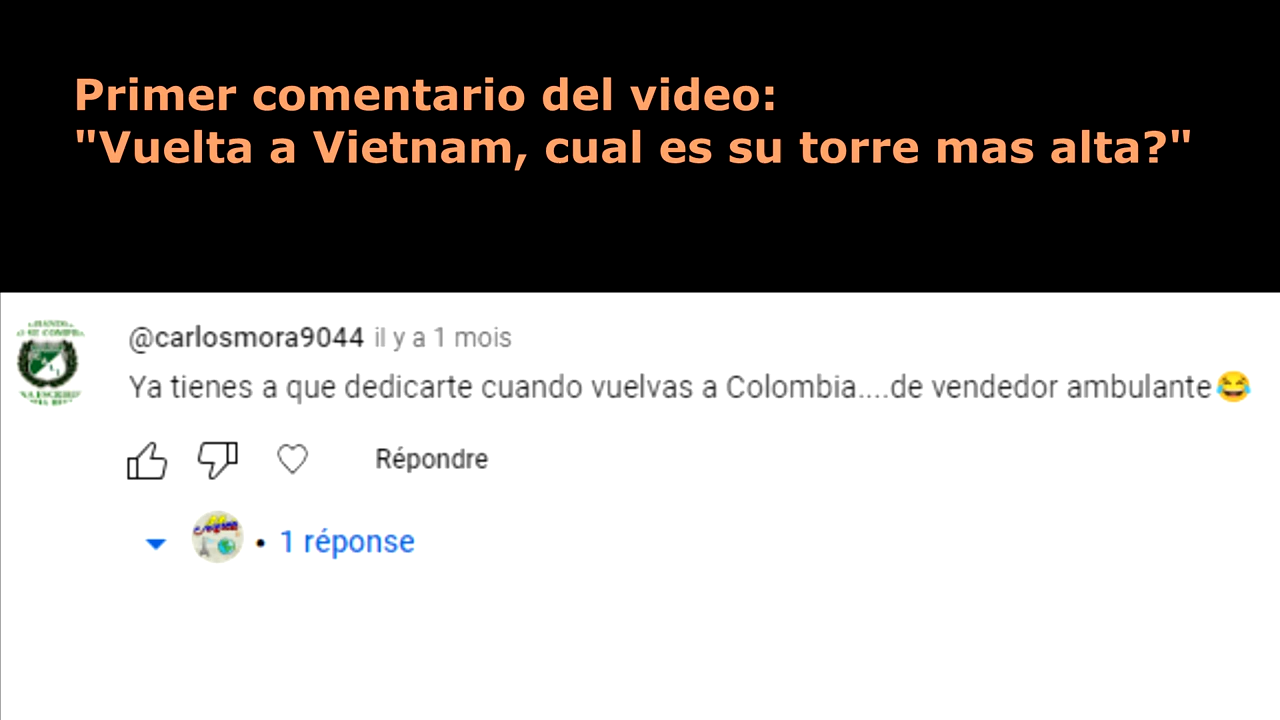 Primer comentario del video:
"Vuelta a Vietnam, cual es su torre mas alta?"
@carlosmora9044 il y a 1 mois
Ya tienes a que dedicarte cuando vuelvas a Colombia....de vendedor ambulante😂
Répondre
• 1 réponse